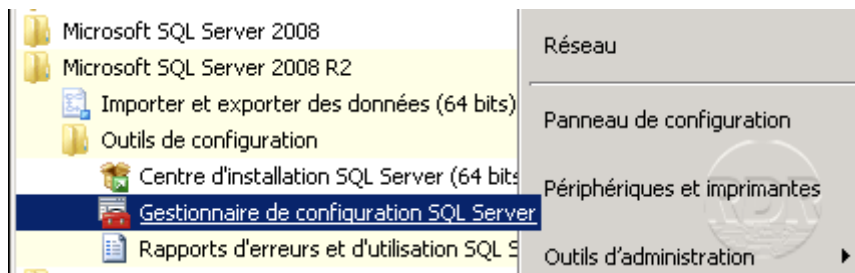 Microsoft SQL Server 2008
Microsoft SQL Server 2008 R2
Importer et exporter des données (64 bits)
Outils de configuration
Centre d'installation SQL Server (64 bits
Gestionnaire de configuration SQL Server
Rapports d'erreurs et d'utilisation SQL S
Réseau
Panneau de configuration
Périphériques et imprimantes
Outils d'administration
RDR